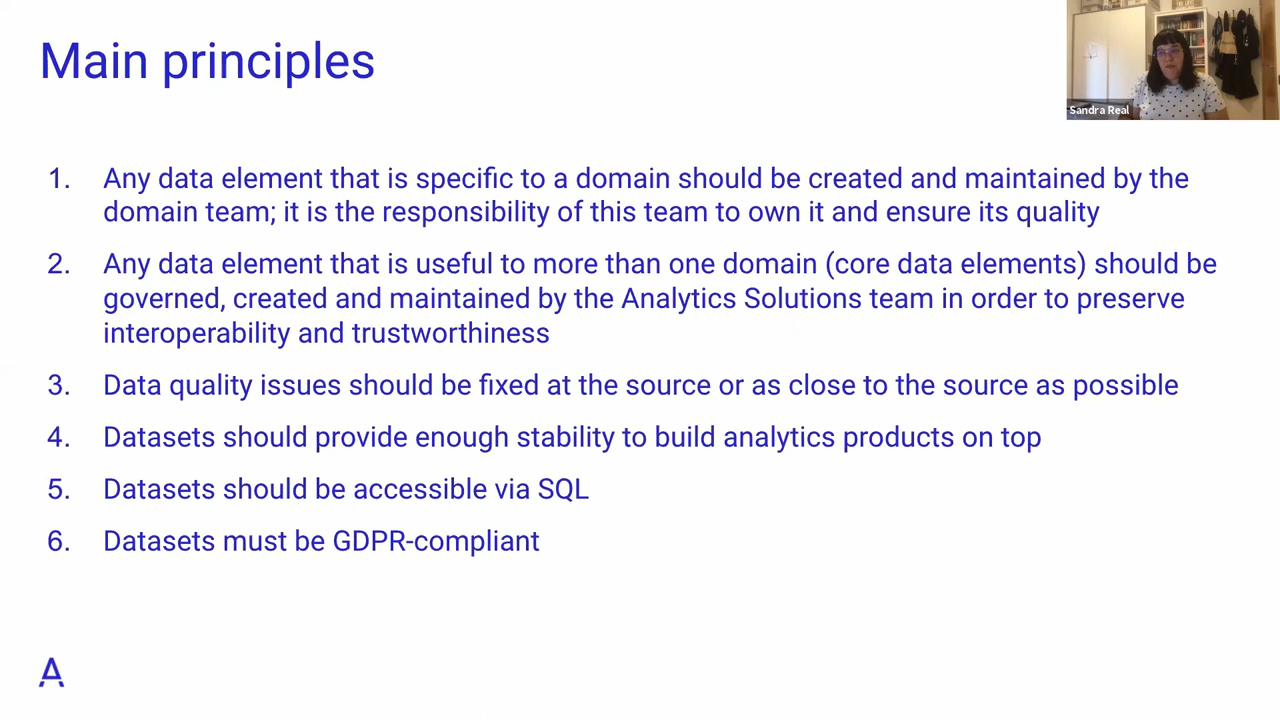 Main principles
Sandra Real
1. Any data element that is specific to a domain should be created and maintained by the
domain team; it is the responsibility of this team to own it and ensure its quality
2. Any data element that is useful to more than one domain (core data elements) should be
governed, created and maintained by the Analytics Solutions team in order to preserve
interoperability and trustworthiness
3. Data quality issues should be fixed at the source or as close to the source as possible
4. Datasets should provide enough stability to build analytics products on top
5. Datasets should be accessible via SQL
6. Datasets must be GDPR-compliant
A